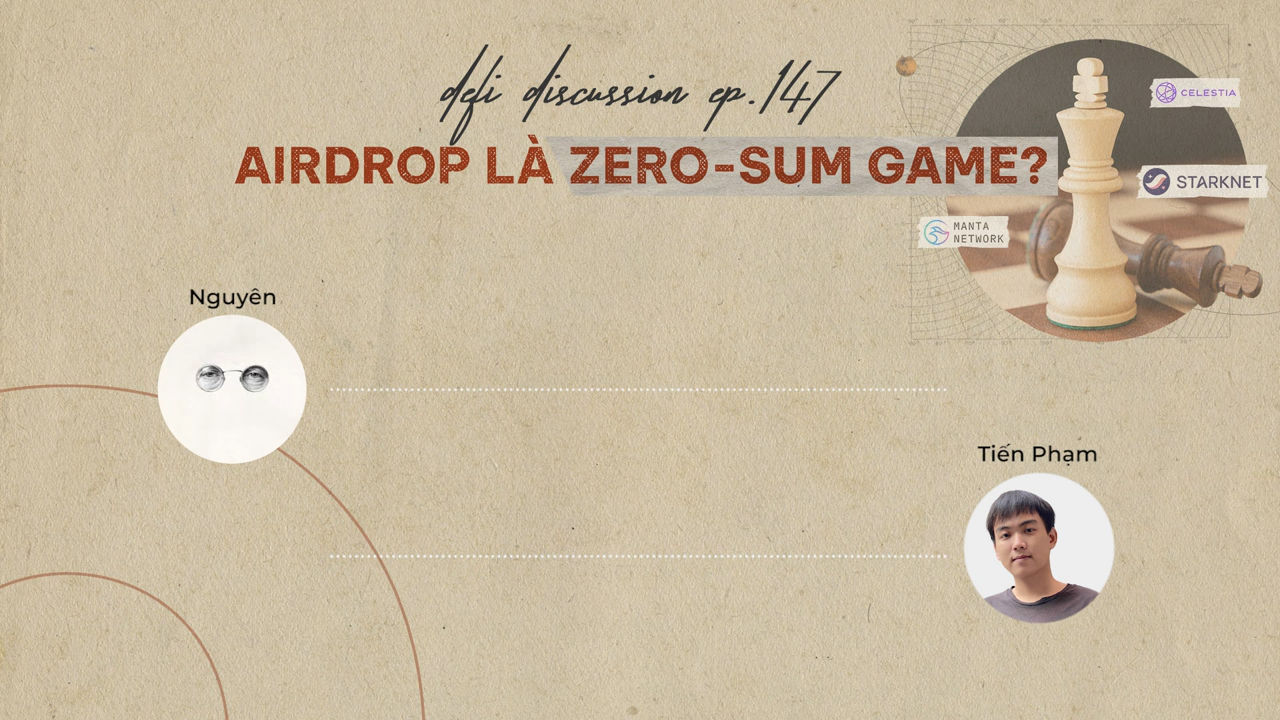 defi discussion ep.147
AIRDROP LÀ ZERO-SUM GAME?
CELESTIA
STARKNET
MANTA
NETWORK
Nguyên
Tiến Phạm